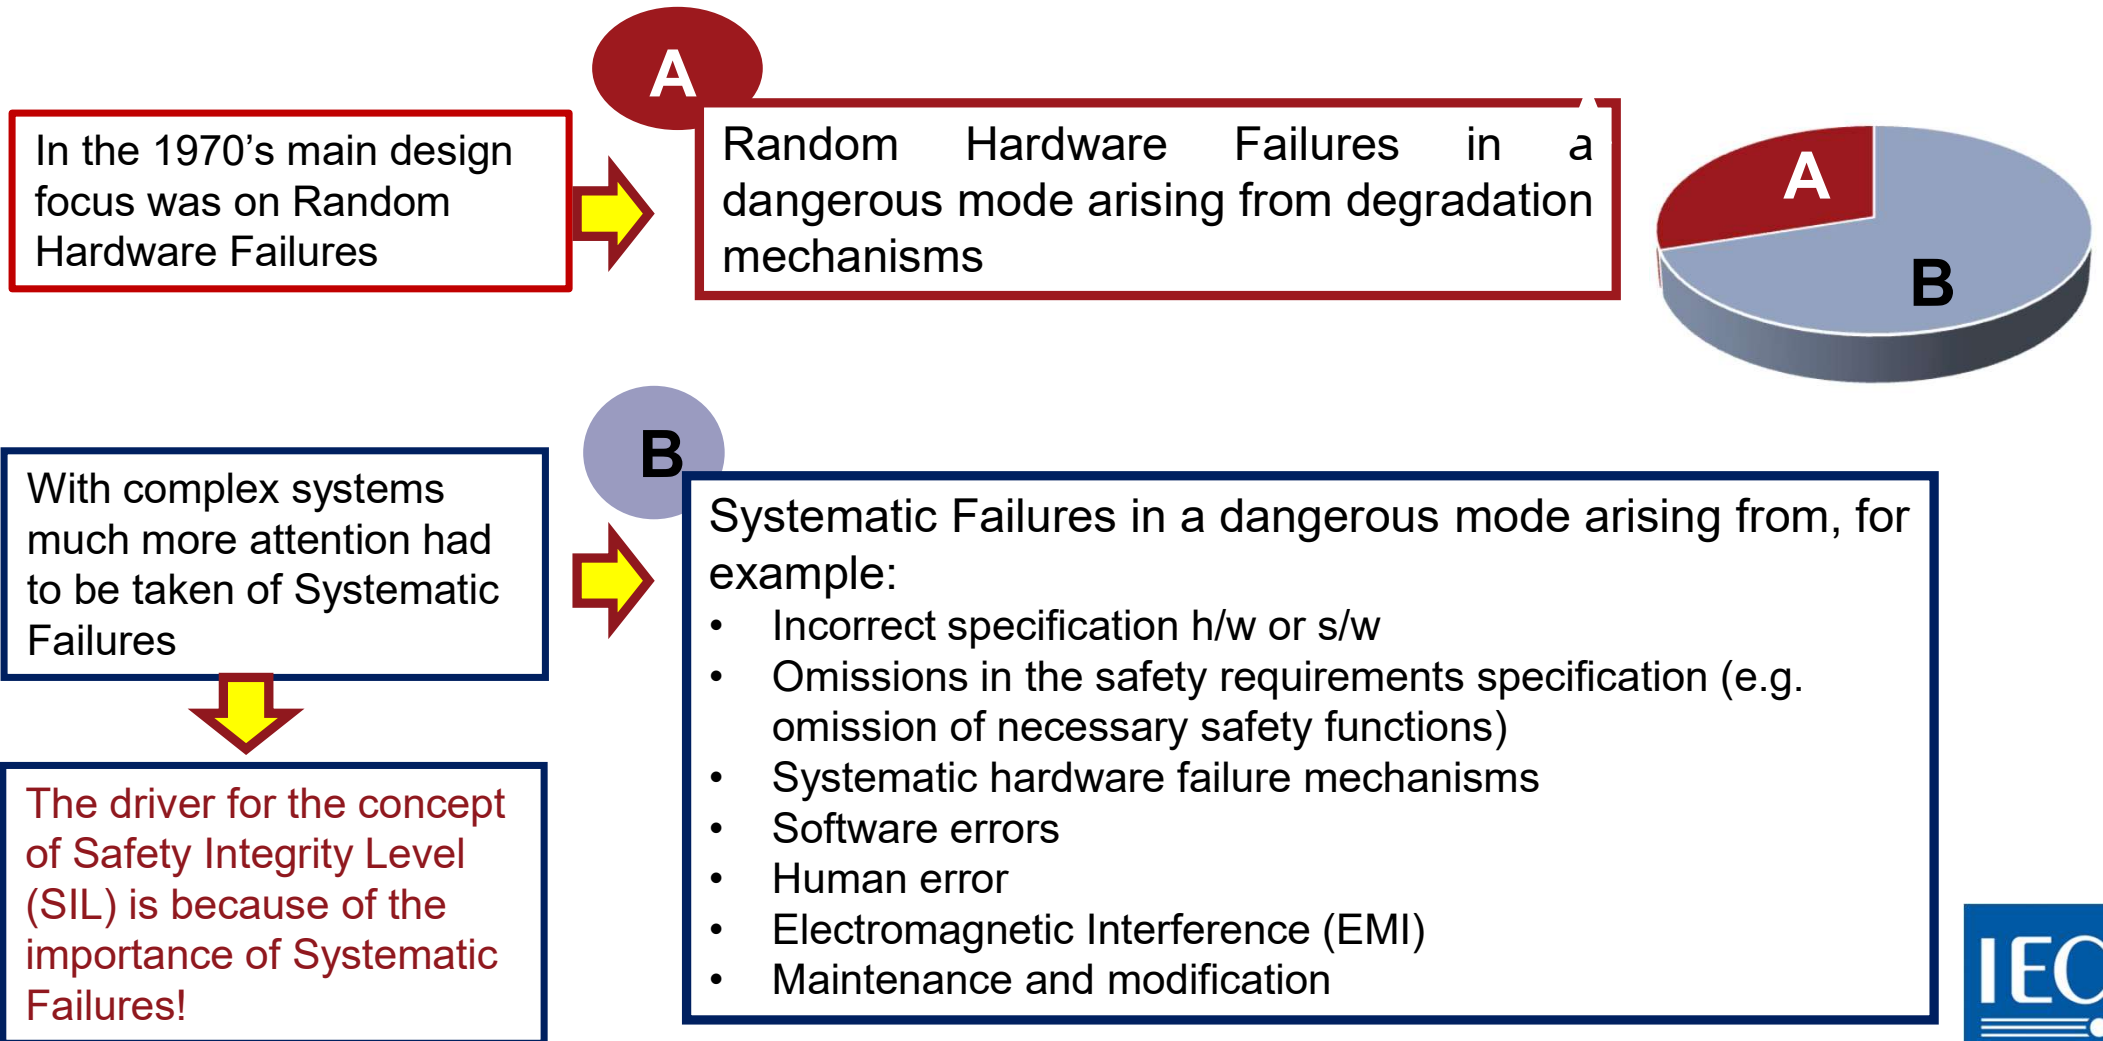 A
In the 1970’s main design
focus was on Random
Hardware Failures
Random Hardware Failures in a
dangerous mode arising from degradation
mechanisms
A
B
B
With complex systems
much more attention had
to be taken of Systematic
Failures
Systematic Failures in a dangerous mode arising from, for
example:
• Incorrect specification h/w or s/w
• Omissions in the safety requirements specification (e.g.
omission of necessary safety functions)
• Systematic hardware failure mechanisms
• Software errors
• Human error
• Electromagnetic Interference (EMI)
• Maintenance and modification
The driver for the concept
of Safety Integrity Level
(SIL) is because of the
importance of Systematic
Failures!
IEC